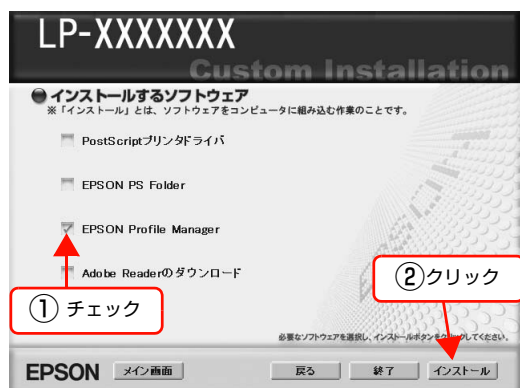 LP-XXXXXXX
Custom Installation
インストールするソフトウェア
※「インストール」とは、ソフトウェアをコンピュータに組み込む作業のことです。
PostScriptプリンタドライバ
EPSON PS Folder
EPSON Profile Manager
Adobe Readerのダウンロード
① チェック
②クリック
必要なソフトウェアを選択し、インストールボタンをクリックしてください。
EPSON
メイン画面
戻る
終了
インストール
EPSON